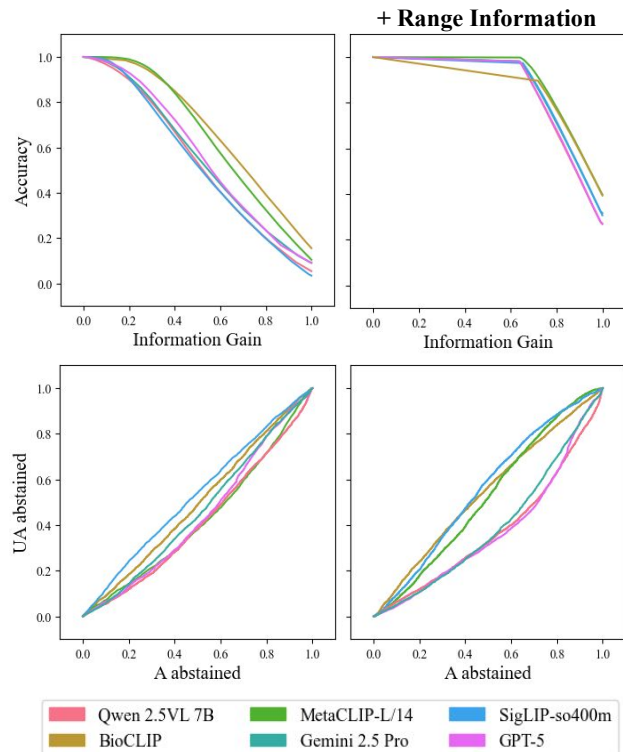 + Range Information
1.0
0.8
0.6
0.4
0.2
0.0
Accuracy
0.0 0.2 0.4 0.6 0.8 1.0
0.0 0.2 0.4 0.6 0.8 1.0
Information Gain
Information Gain
1.0
0.8
0.6
0.4
0.2
0.0
UA abstained
0.0 0.2 0.4 0.6 0.8 1.0
0.0 0.2 0.4 0.6 0.8 1.0
A abstained
A abstained
Qwen 2.5VL 7B MetaCLIP-L/14 SigLIP-so400m
BioCLIP Gemini 2.5 Pro GPT-5